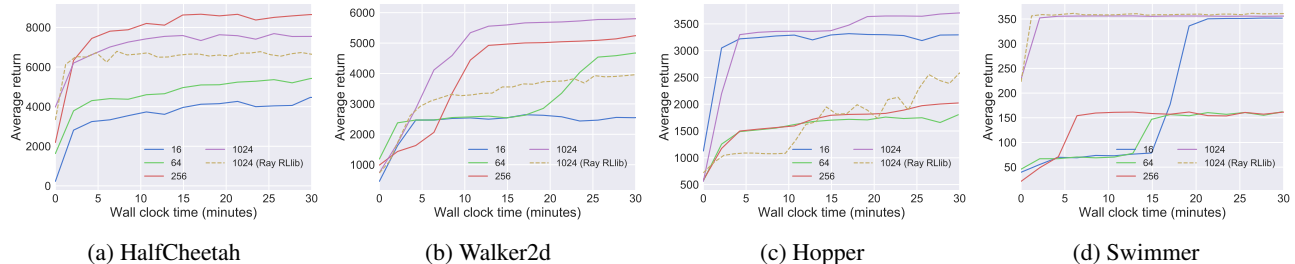 Average return
8000
6000
4000
2000
0
16
64
256
1024
1024 (Ray RLlib)
0 5 10 15 20 25 30
Wall clock time (minutes)
(a) HalfCheetah
Average return
6000
5000
4000
3000
2000
1000
16
64
256
1024
1024 (Ray RLlib)
0 5 10 15 20 25 30
Wall clock time (minutes)
(b) Walker2d
Average return
3500
3000
2500
2000
1500
1000
500
16
64
256
1024
1024 (Ray RLlib)
0 5 10 15 20 25 30
Wall clock time (minutes)
(c) Hopper
Average return
350
300
250
200
150
100
50
0
16
64
256
1024
1024 (Ray RLlib)
0 5 10 15 20 25 30
Wall clock time (minutes)
(d) Swimmer